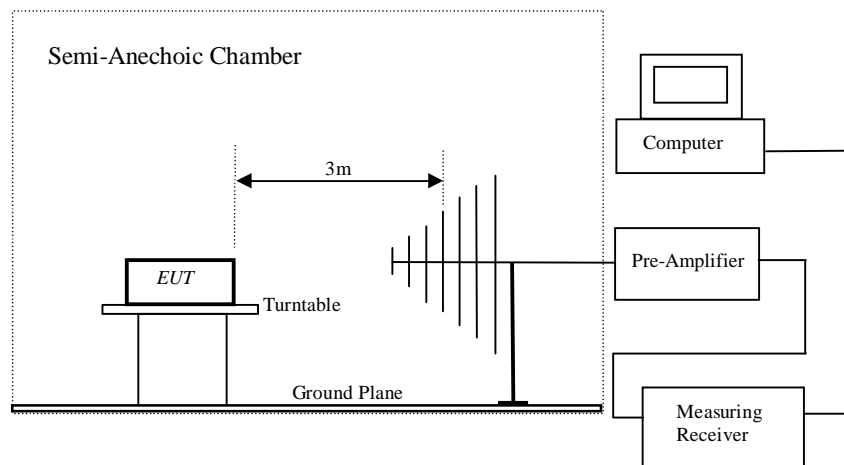 Semi-Anechoic Chamber
Computer
3m
Pre-Amplifier
EUT
Turntable
Ground Plane
Measuring
Receiver